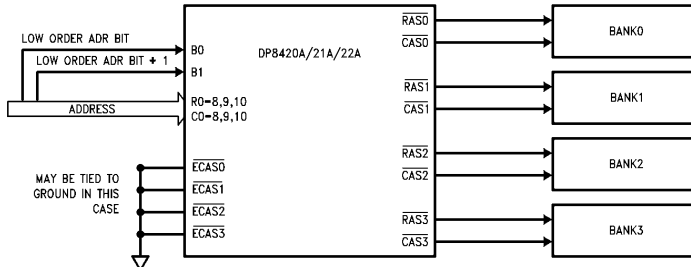 LOW ORDER ADR BIT
LOW ORDER ADR BIT + 1
ADDRESS
B0
B1
R0=8,9,10
C0=8,9,10
DP8420A/21A/22A
MAY BE TIED TO
GROUND IN THIS
CASE
ECAS0
ECAS1
ECAS2
ECAS3
RAS0
CAS0
BANK0
RAS1
CAS1
BANK1
RAS2
CAS2
BANK2
RAS3
CAS3
BANK3